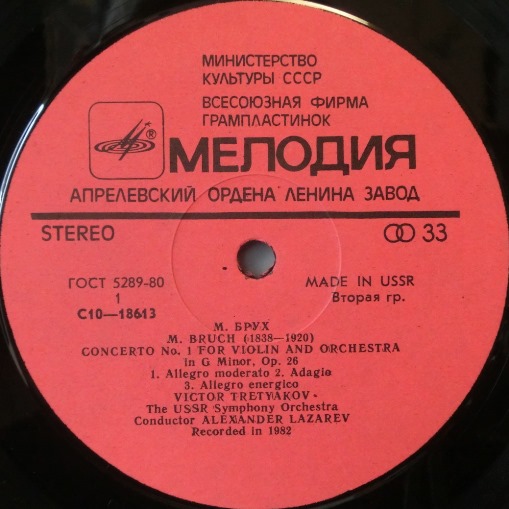 МИНИСТЕРСТВО
КУЛЬТУРЫ СССР
ВСЕСОЮЗНАЯ ФИРМА
ГРАМПЛАСТИНОК
®
МЕЛОДИЯ
АПРЕЛЕВСКИЙ ОРДЕНА ЛЕНИНА ЗАВОД
STEREO
33
ГОСТ 5289-80
1
С10—18613
MADE IN USSR
Вторая гр.
М. БРУХ
M. BRUCH (1838—1920)
CONCERTO No. 1 FOR VIOLIN AND ORCHESTRA
in G Minor, Op. 26
1. Allegro moderato 2. Adagio
3. Allegro energico
VICTOR TRETYAKOV
The USSR Symphony Orchestra
Conductor ALEXANDER LAZAREV
Recorded in 1982